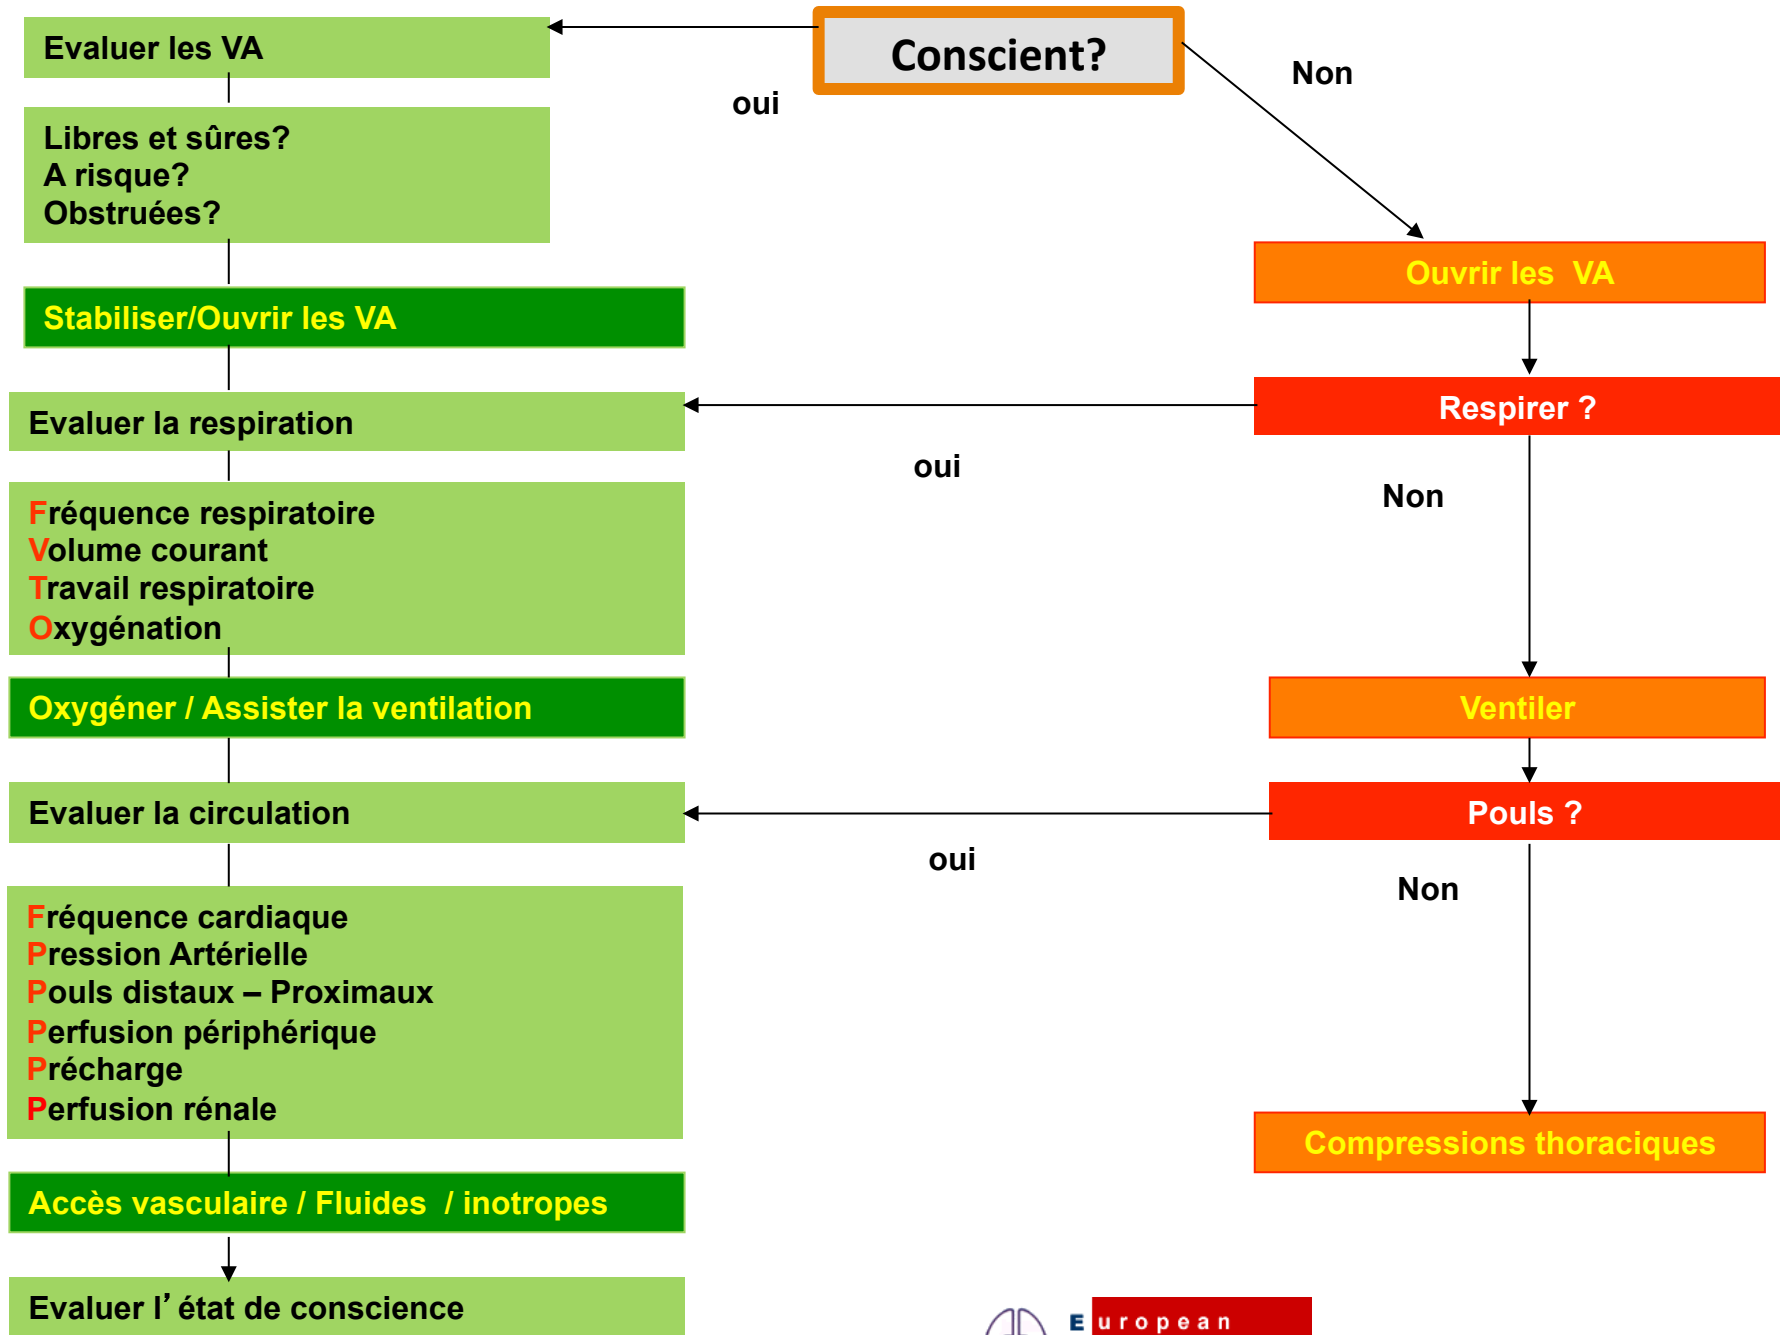 Conscient?
oui
Non
Evaluer les VA
Libres et sûres?
A risque?
Obstruées?
Stabiliser/Ouvrir les VA
Ouvrir les VA
Evaluer la respiration
Respirer ?
oui
Non
Fréquence respiratoire
Volume courant
Travail respiratoire
Oxygénation
Oxygéner / Assister la ventilation
Ventiler
Evaluer la circulation
Pouls ?
oui
Non
Fréquence cardiaque
Pression Artérielle
Pouls distaux – Proximaux
Perfusion périphérique
Précharge
Perfusion rénale
Compressions thoraciques
Accès vasculaire / Fluides / inotropes
Evaluer l’état de conscience
European